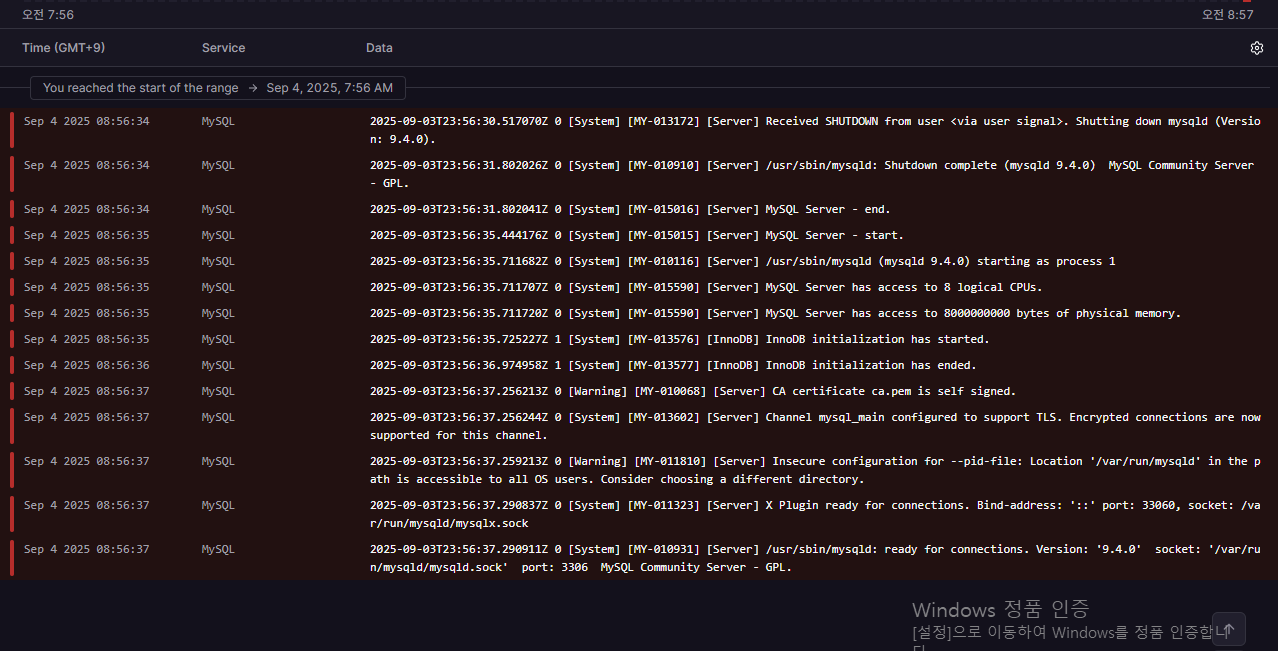 오전 7:56 오전 8:57
Time (GMT+9) Service Data
You reached the start of the range → Sep 4, 2025, 7:56 AM
Sep 4 2025 08:56:34 MySQL 2025-09-03T23:56:30.517070Z 0 [System] [MY-013172] [Server] Received SHUTDOWN from user <via user signal>. Shutting down mysqld (Versio
n: 9.4.0).
Sep 4 2025 08:56:34 MySQL 2025-09-03T23:56:31.802026Z 0 [System] [MY-010910] [Server] /usr/sbin/mysqld: Shutdown complete (mysqld 9.4.0)  MySQL Community Server
- GPL.
Sep 4 2025 08:56:34 MySQL 2025-09-03T23:56:31.802041Z 0 [System] [MY-015016] [Server] MySQL Server - end.
Sep 4 2025 08:56:35 MySQL 2025-09-03T23:56:35.444176Z 0 [System] [MY-015015] [Server] MySQL Server - start.
Sep 4 2025 08:56:35 MySQL 2025-09-03T23:56:35.711682Z 0 [System] [MY-010116] [Server] /usr/sbin/mysqld (mysqld 9.4.0) starting as process 1
Sep 4 2025 08:56:35 MySQL 2025-09-03T23:56:35.711707Z 0 [System] [MY-015590] [Server] MySQL Server has access to 8 logical CPUs.
Sep 4 2025 08:56:35 MySQL 2025-09-03T23:56:35.711720Z 0 [System] [MY-015590] [Server] MySQL Server has access to 8000000000 bytes of physical memory.
Sep 4 2025 08:56:35 MySQL 2025-09-03T23:56:35.725227Z 1 [System] [MY-013576] [InnoDB] InnoDB initialization has started.
Sep 4 2025 08:56:36 MySQL 2025-09-03T23:56:36.974958Z 1 [System] [MY-013577] [InnoDB] InnoDB initialization has ended.
Sep 4 2025 08:56:37 MySQL 2025-09-03T23:56:37.256213Z 0 [Warning] [MY-010068] [Server] CA certificate ca.pem is self signed.
Sep 4 2025 08:56:37 MySQL 2025-09-03T23:56:37.256244Z 0 [System] [MY-013602] [Server] Channel mysql_main configured to support TLS. Encrypted connections are now
supported for this channel.
Sep 4 2025 08:56:37 MySQL 2025-09-03T23:56:37.259213Z 0 [Warning] [MY-011810] [Server] Insecure configuration for --pid-file: Location '/var/run/mysqld' in the p
ath is accessible to all OS users. Consider choosing a different directory.
Sep 4 2025 08:56:37 MySQL 2025-09-03T23:56:37.290837Z 0 [System] [MY-011323] [Server] X Plugin ready for connections. Bind-address: '::' port: 33060, socket: /va
r/run/mysqld/mysqlx.sock
Sep 4 2025 08:56:37 MySQL 2025-09-03T23:56:37.290911Z 0 [System] [MY-010931] [Server] /usr/sbin/mysqld: ready for connections. Version: '9.4.0'  socket: '/var/ru
n/mysqld/mysqld.sock'  port: 3306  MySQL Community Server - GPL.
Windows 정품 인증
[설정]으로 이동하여 Windows를 정품 인증합니